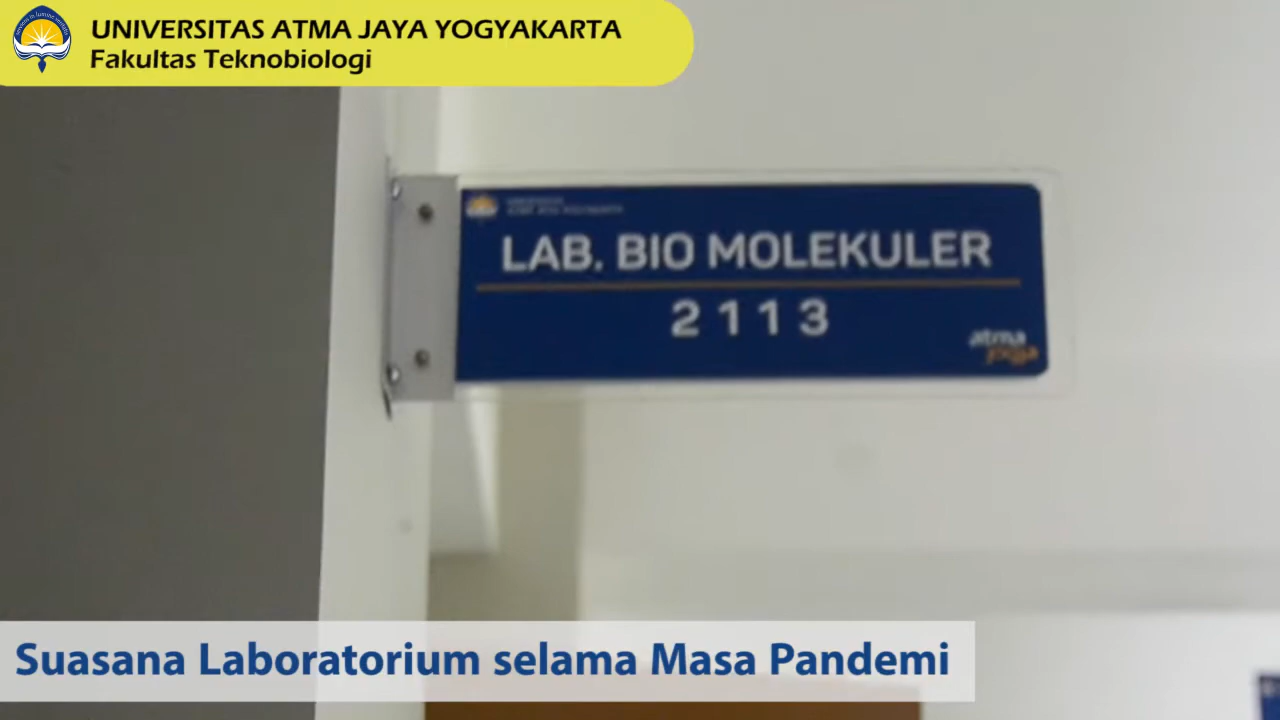 UNIVERSITAS ATMA JAYA YOGYAKARTA
Fakultas Teknobiologi
LAB. BIO MOLEKULER
2113
atma
jogja
Suasana Laboratorium selama Masa Pandemi